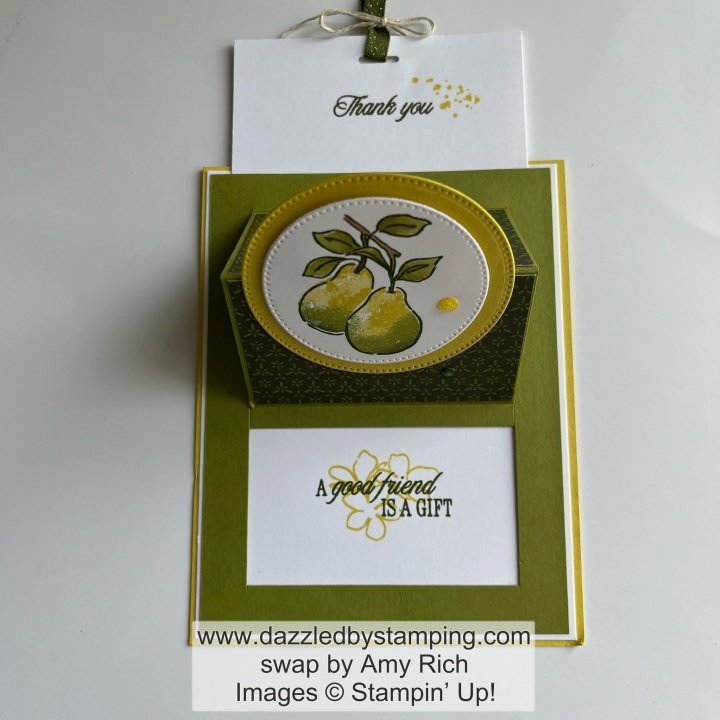 Thank you
A good friend
IS A GIFT
www.dazzledbystamping.com
swap by Amy Rich
Images © Stampin’ Up!